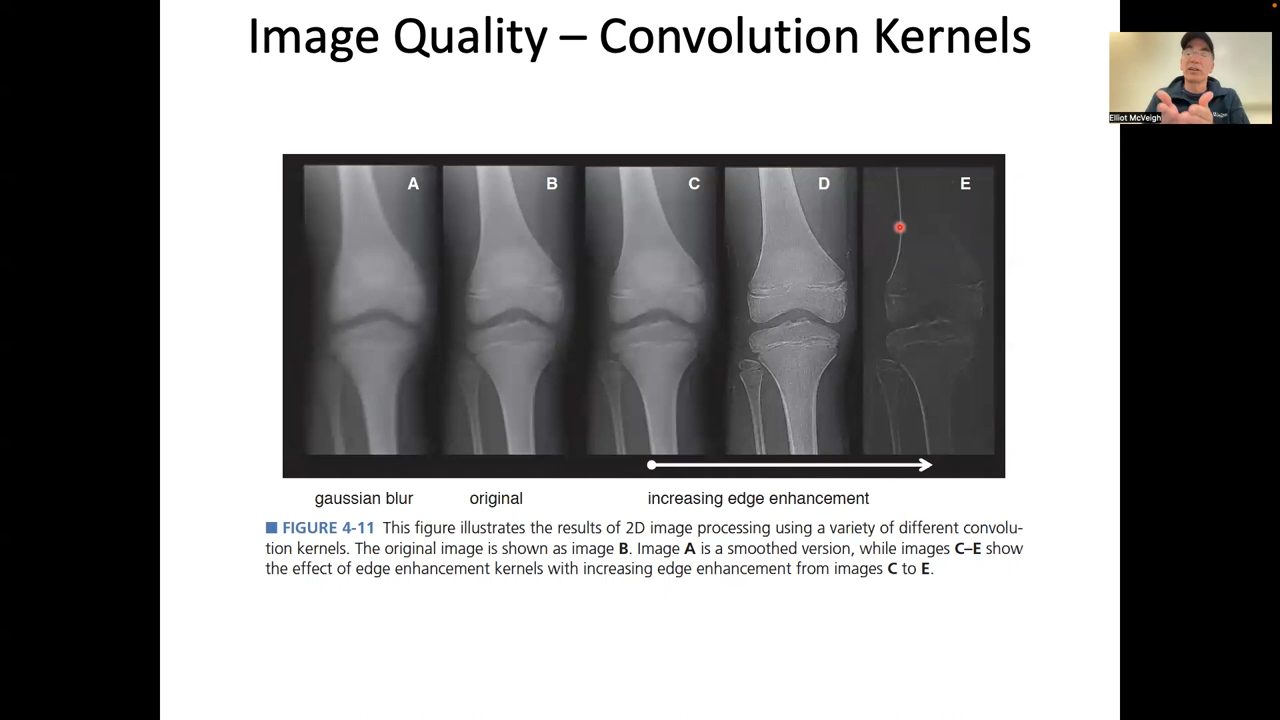 Image Quality – Convolution Kernels
Elliot McVeigh
A
B
C
D
E
gaussian blur
original
increasing edge enhancement
■ FIGURE 4-11 This figure illustrates the results of 2D image processing using a variety of different convolu-
tion kernels. The original image is shown as image B. Image A is a smoothed version, while images C–E show
the effect of edge enhancement kernels with increasing edge enhancement from images C to E.